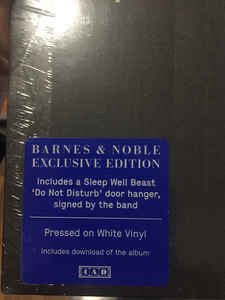 BARNES & NOBLE
EXCLUSIVE EDITION
Includes a Sleep Well Beast
'Do Not Disturb' door hanger,
signed by the band
Pressed on White Vinyl
Includes download of the album
4AD